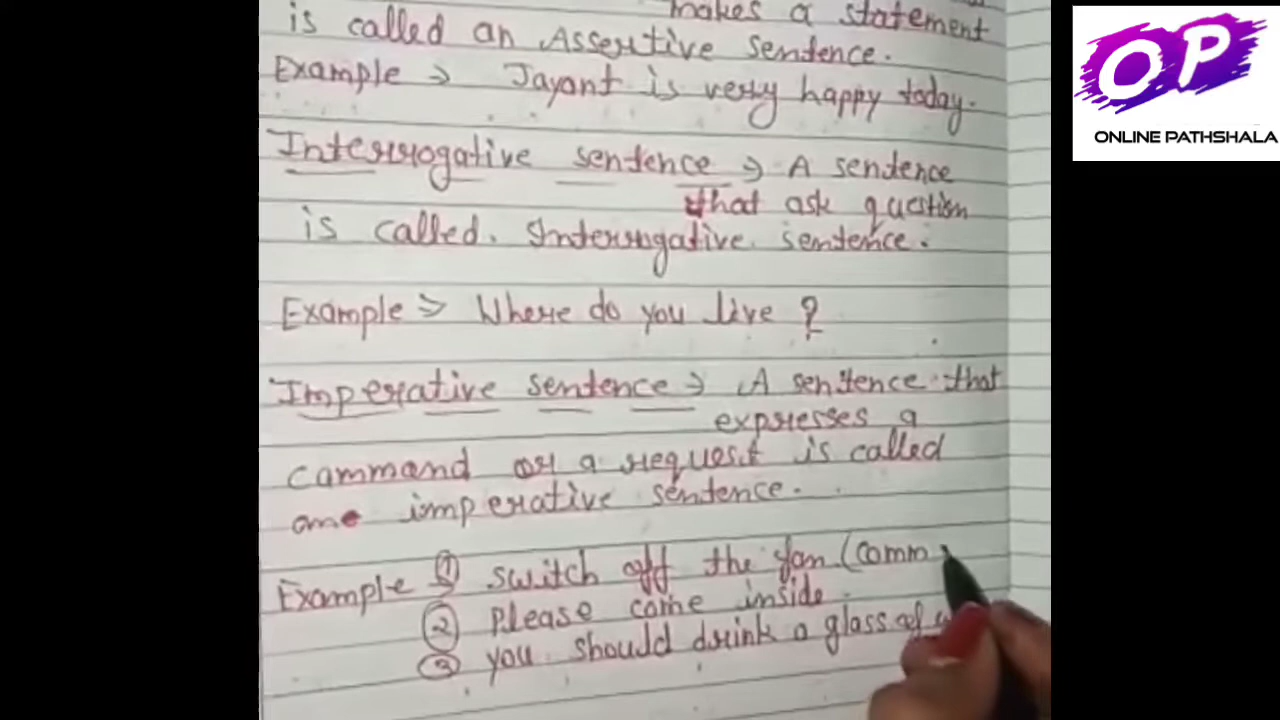 makes a statement
is called an Assertive sentence.
Example → Jayant is very happy today.
Interrogative sentence → A sentence
that ask question
is called. Interrogative sentence.
Example → Where do you live ?
Imperative sentence → A sentence that
expresses a
command or a request is called
an imperative sentence.
Example ① switch off the fan (comm
② Please come inside.
③ you should drink a glass of
OP
ONLINE PATHSHALA